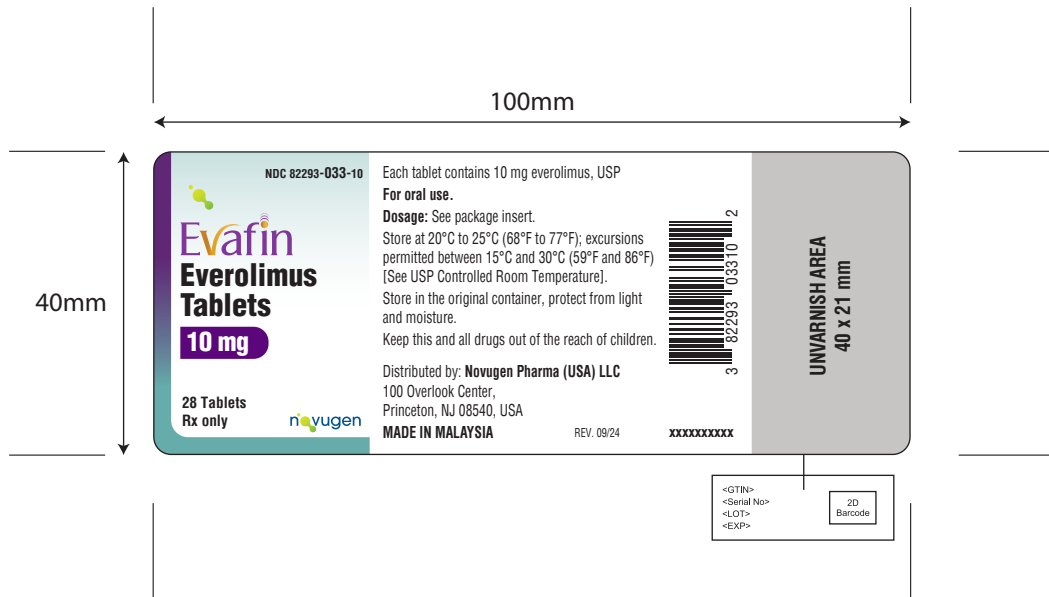 100mm
40mm
NDC 82293-033-10
Evafin
Everolimus
Tablets
10 mg
28 Tablets
Rx only
novugen
Each tablet contains 10 mg everolimus, USP
For oral use.
Dosage: See package insert.
Store at 20°C to 25°C (68°F to 77°F); excursions
permitted between 15°C and 30°C (59°F and 86°F)
[See USP Controlled Room Temperature].
Store in the original container, protect from light
and moisture.
Keep this and all drugs out of the reach of children.
Distributed by: Novugen Pharma (USA) LLC
100 Overlook Center,
Princeton, NJ 08540, USA
MADE IN MALAYSIA
REV. 09/24
3 82293 03310 2
xxxxxxxxxx
UNVARNISH AREA
40 x 21 mm
<GTIN>
<Serial No>
<LOT>
<EXP>
2D
Barcode